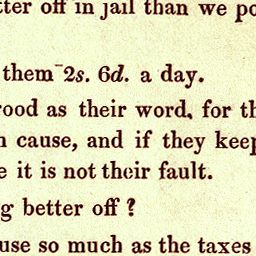 tter off in jail than we po
them 2s. 6d. a day.
ood as their word, for th
n cause, and if they keep
e it is not their fault.
g better off ?
use so much as the taxes